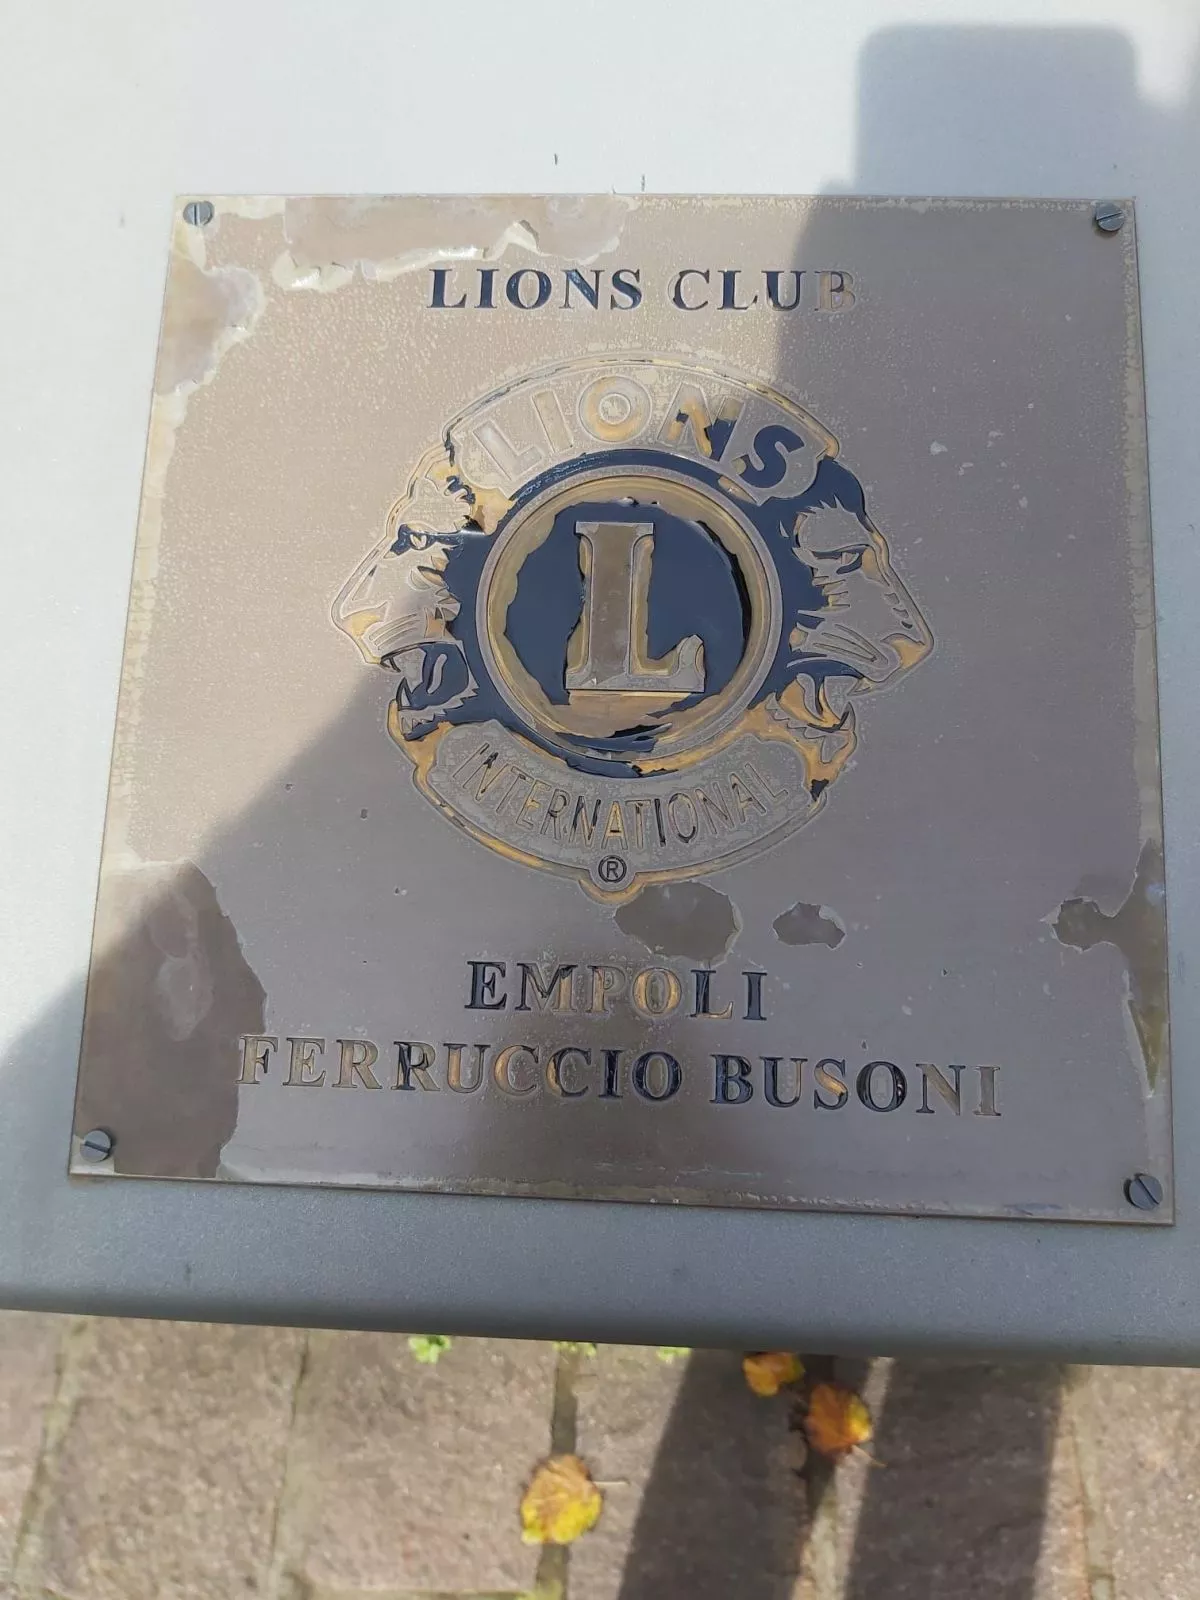 LIONS CLUB
LIONS
L
INTERNATIONAL
®
EMPOLI
FERRUCCIO BUSONI